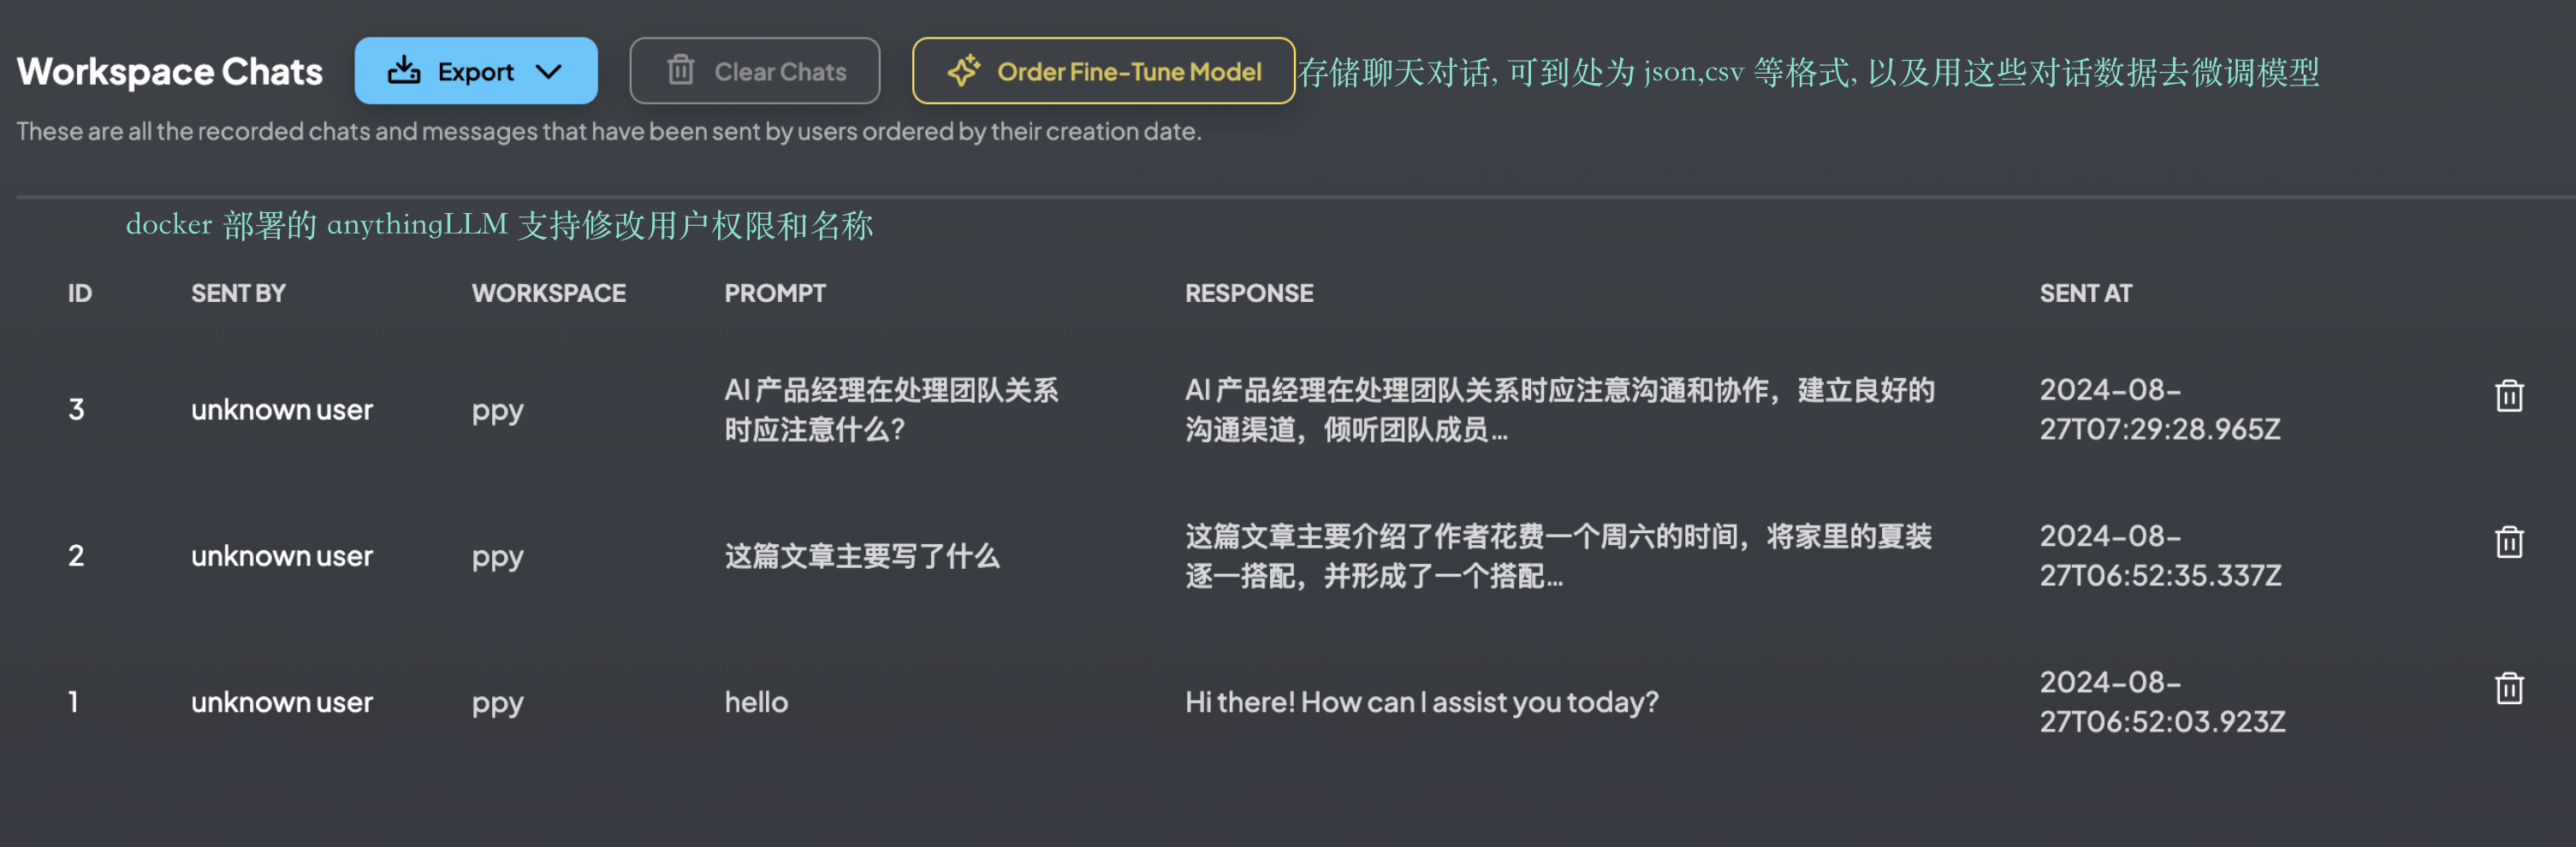 Workspace Chats Export Clear Chats Order Fine-Tune Model 存储聊天对话, 可到处为 json,csv 等格式, 以及用这些对话数据去微调模型
These are all the recorded chats and messages that have been sent by users ordered by their creation date.
docker 部署的 anythingLLM 支持修改用户权限和名称
ID SENT BY WORKSPACE PROMPT RESPONSE SENT AT
3 unknown user ppy
AI 产品经理在处理团队关系
时应注意什么?
AI 产品经理在处理团队关系时应注意沟通和协作，建立良好的
沟通渠道，倾听团队成员...
2024-08-
27T07:29:28.965Z
2 unknown user ppy
这篇文章主要写了什么
这篇文章主要介绍了作者花费一个周六的时间，将家里的夏装
逐一搭配，并形成了一个搭配...
2024-08-
27T06:52:35.337Z
1 unknown user ppy
hello
Hi there! How can I assist you today?
2024-08-
27T06:52:03.923Z